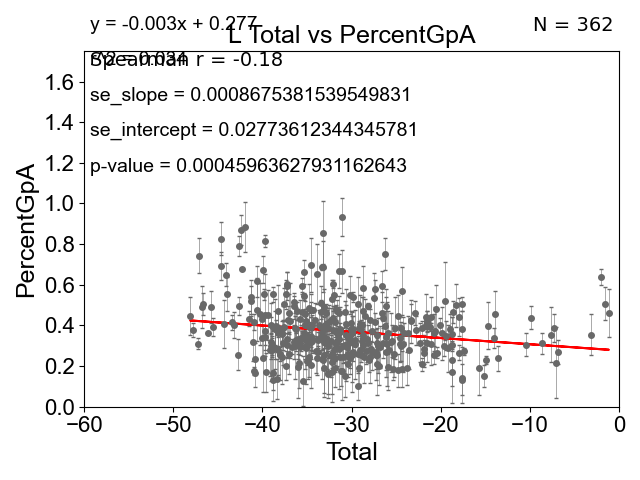 y = -0.003x + 0.277
N = 362
L Total vs PercentGpA
Spearman r = -0.18
se_slope = 0.0008675381539549831
se_intercept = 0.02773612344345781
p-value = 0.00045963627931162643
PercentGpA
1.6
1.4
1.2
1.0
0.8
0.6
0.4
0.2
0.0
−60
−50
−40
−30
−20
−10
0
Total